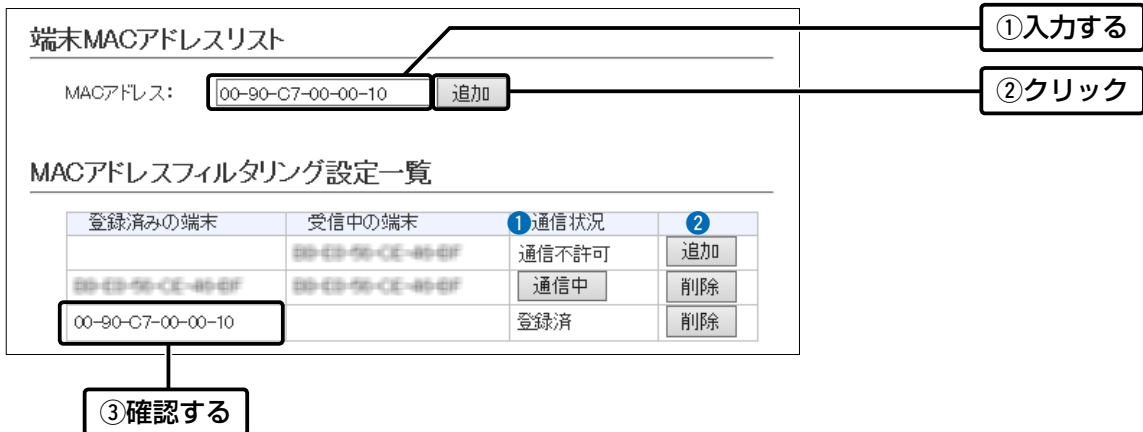 端末MACアドレスリスト
①入力する
MACアドレス: 00-90-C7-00-00-10 追加
②クリック
MACアドレスフィルタリング設定一覧
登録済みの端末 受信中の端末 ❶通信状況 ❷
通信不許可 追加
通信中 削除
00-90-C7-00-00-10 登録済 削除
③確認する